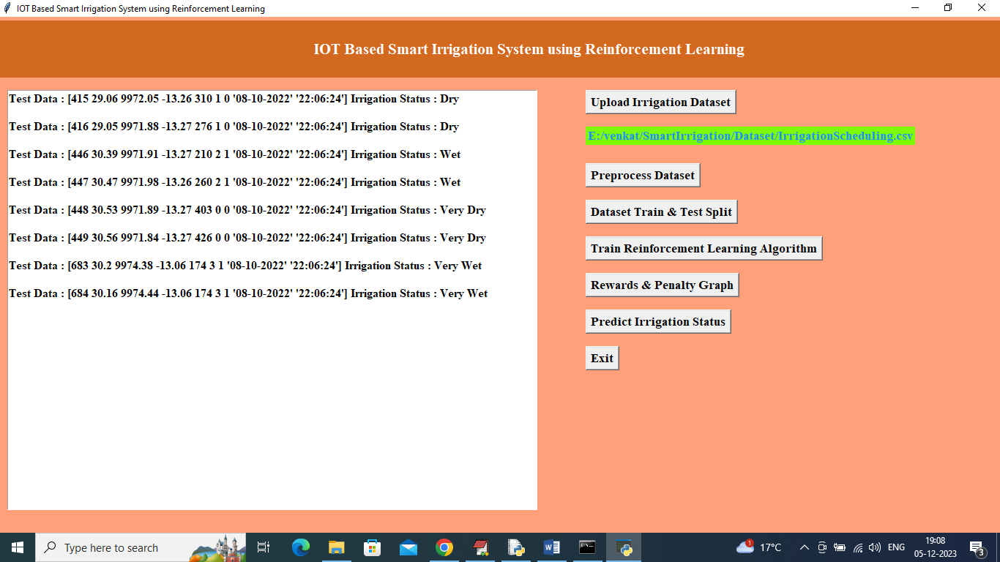 IOT Based Smart Irrigation System using Reinforcement Learning
IOT Based Smart Irrigation System using Reinforcement Learning
Test Data : [415 29.06 9972.05 -13.26 310 1 0 '08-10-2022' '22:06:24'] Irrigation Status : Dry
Test Data : [416 29.05 9971.88 -13.27 276 1 0 '08-10-2022' '22:06:24'] Irrigation Status : Dry
Test Data : [446 30.39 9971.91 -13.27 210 2 1 '08-10-2022' '22:06:24'] Irrigation Status : Wet
Test Data : [447 30.47 9971.98 -13.26 260 2 1 '08-10-2022' '22:06:24'] Irrigation Status : Wet
Test Data : [448 30.53 9971.89 -13.27 403 0 0 '08-10-2022' '22:06:24'] Irrigation Status : Very Dry
Test Data : [449 30.56 9971.84 -13.27 426 0 0 '08-10-2022' '22:06:24'] Irrigation Status : Very Dry
Test Data : [683 30.2 9974.38 -13.06 174 3 1 '08-10-2022' '22:06:24'] Irrigation Status : Very Wet
Test Data : [684 30.16 9974.44 -13.06 174 3 1 '08-10-2022' '22:06:24'] Irrigation Status : Very Wet
Upload Irrigation Dataset
E:/venkat/SmartIrrigation/Dataset/IrrigationScheduling.csv
Preprocess Dataset
Dataset Train & Test Split
Train Reinforcement Learning Algorithm
Rewards & Penalty Graph
Predict Irrigation Status
Exit
Type here to search
1
17°C
ENG
19:08
05-12-2023
3